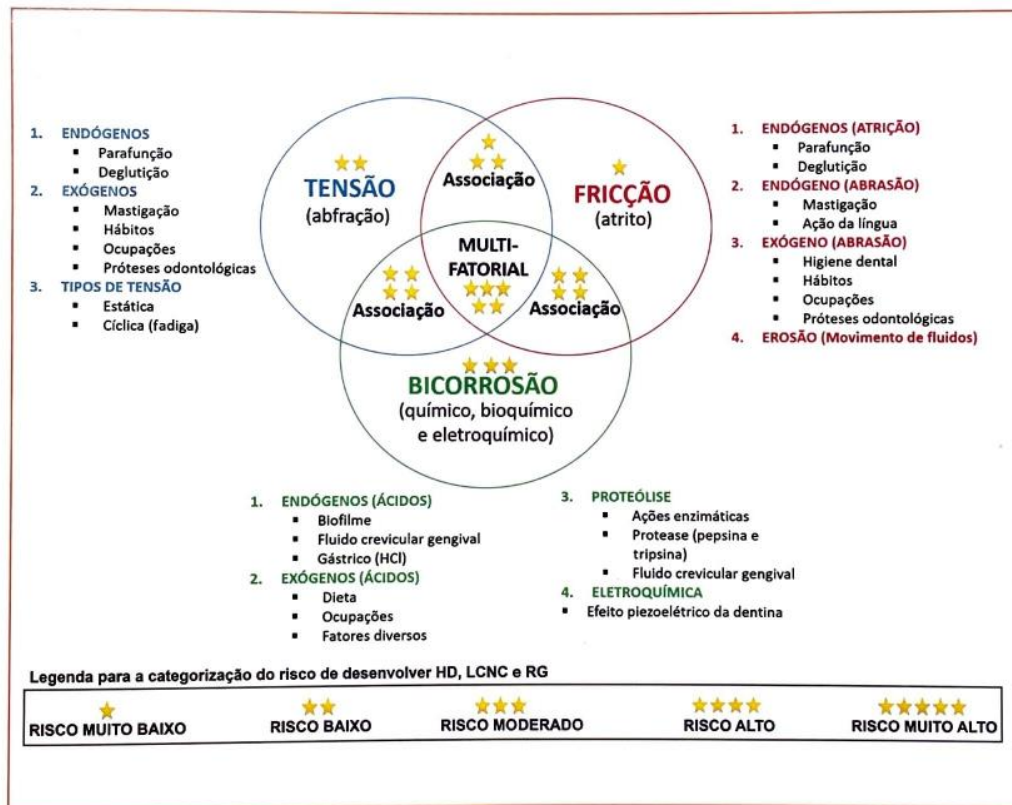 1. ENDÓGENOS
▪ Parafunção
▪ Deglutição
2. EXÓGENOS
▪ Mastigação
▪ Hábitos
▪ Ocupações
▪ Próteses odontológicas
3. TIPOS DE TENSÃO
▪ Estática
▪ Cíclica (fadiga)
TENSÃO
(abfração)
Associação
FRICÇÃO
(atrito)
MULTI-
FATORIAL
Associação
Associação
BICORROSÃO
(químico, bioquímico
e eletroquímico)
1. ENDÓGENOS (ATRIÇÃO)
▪ Parafunção
▪ Deglutição
2. ENDÓGENO (ABRASÃO)
▪ Mastigação
▪ Ação da língua
3. EXÓGENO (ABRASÃO)
▪ Higiene dental
▪ Hábitos
▪ Ocupações
▪ Próteses odontológicas
4. EROSÃO (Movimento de fluidos)
1. ENDÓGENOS (ÁCIDOS)
▪ Biofilme
▪ Fluido crevicular gengival
▪ Gástrico (HCl)
2. EXÓGENOS (ÁCIDOS)
▪ Dieta
▪ Ocupações
▪ Fatores diversos
3. PROTEÓLISE
▪ Ações enzimáticas
▪ Protease (pepsina e
tripsina)
▪ Fluido crevicular gengival
4. ELETROQUÍMICA
▪ Efeito piezoelétrico da dentina
Legenda para a categorização do risco de desenvolver HD, LCNC e RG
RISCO MUITO BAIXO
RISCO BAIXO
RISCO MODERADO
RISCO ALTO
RISCO MUITO ALTO